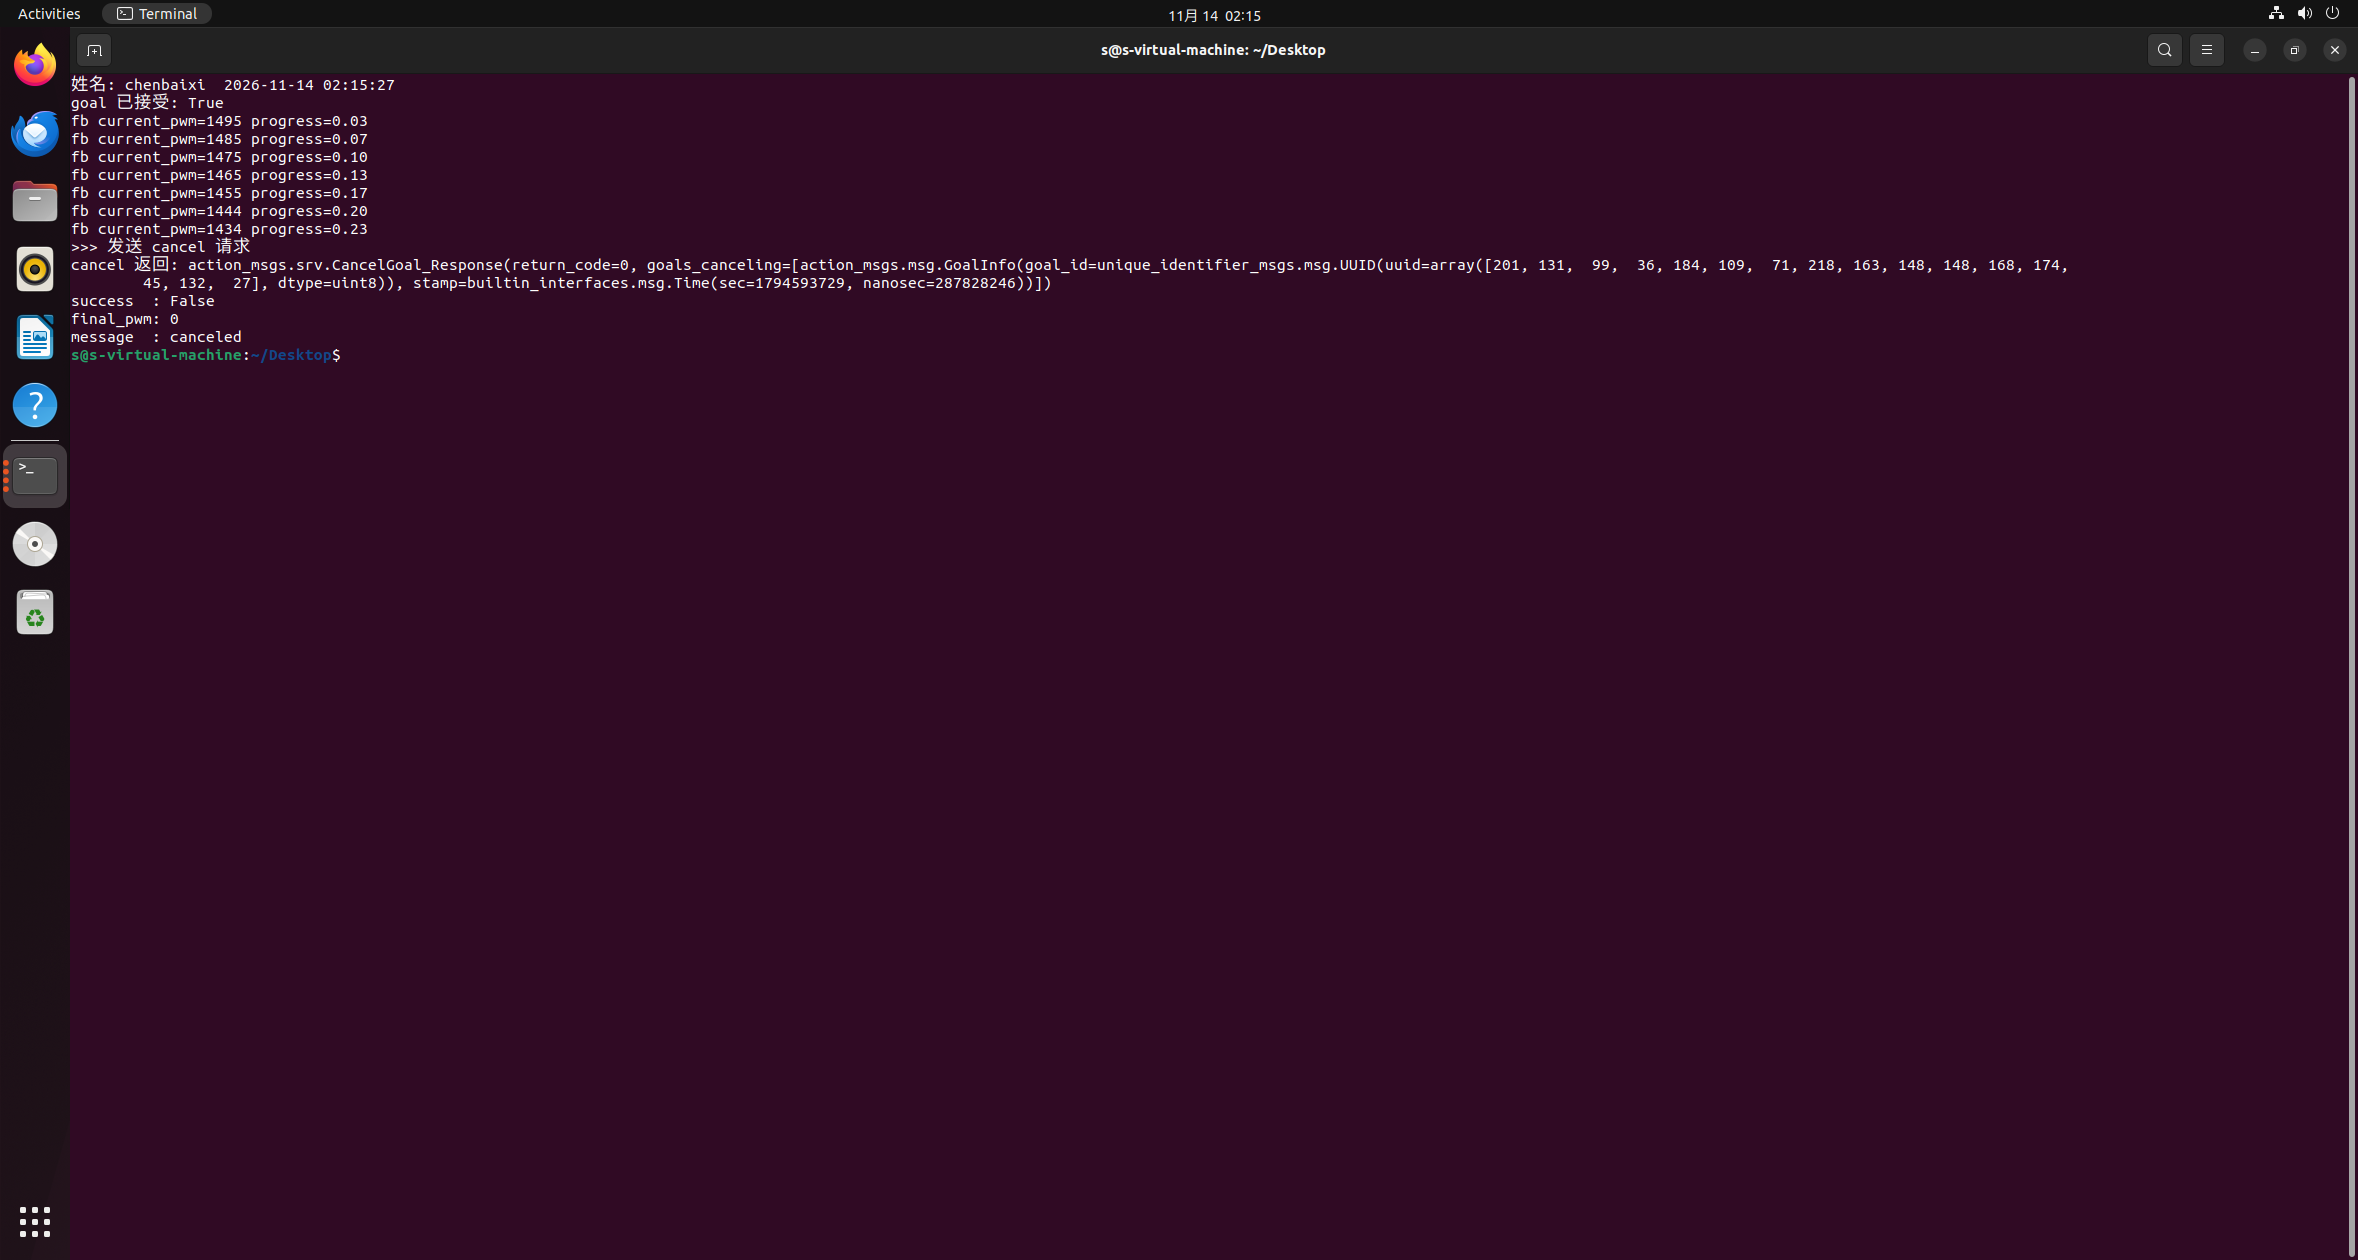 Activities
Terminal
11月 14 02:15
s@s-virtual-machine: ~/Desktop
姓名: chenbaixi  2026-11-14 02:15:27
goal 已接受: True
fb current_pwm=1495 progress=0.03
fb current_pwm=1485 progress=0.07
fb current_pwm=1475 progress=0.10
fb current_pwm=1465 progress=0.13
fb current_pwm=1455 progress=0.17
fb current_pwm=1444 progress=0.20
fb current_pwm=1434 progress=0.23
>>> 发送 cancel 请求
cancel 返回: action_msgs.srv.CancelGoal_Response(return_code=0, goals_canceling=[action_msgs.msg.GoalInfo(goal_id=unique_identifier_msgs.msg.UUID(uuid=array([201, 131,  99,  36, 184, 109,  71, 218, 163, 148, 148, 168, 174,
        45, 132,  27], dtype=uint8)), stamp=builtin_interfaces.msg.Time(sec=1794593729, nanosec=287828246))])
success  : False
final_pwm: 0
message  : canceled
s@s-virtual-machine:~/Desktop$